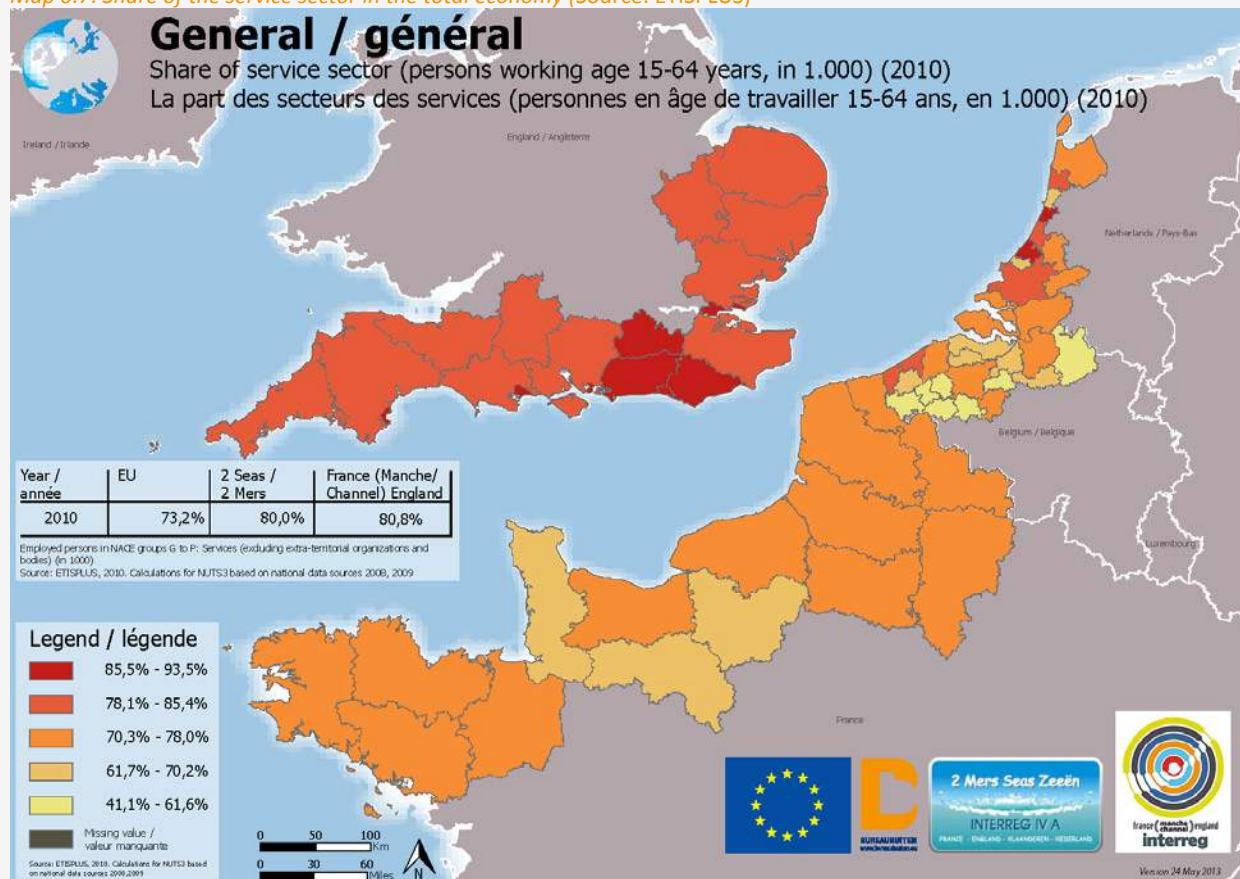 Map 6.7: Share of the service sector in the total economy (Source: ETISPLUS)
General / général
Share of service sector (persons working age 15-64 years, in 1.000) (2010)
La part des secteurs des services (personnes en âge de travailler 15-64 ans, en 1.000) (2010)
Ireland / Irlande
England / Angleterre
Netherlands / Pays-Bas
Belgium / Belgique
Luxembourg
France
Year / année
EU
2 Seas / 2 Mers
France (Manche/ Channel) England
2010 73,2% 80,0% 80,8%
Employed persons in NACE groups G to P: Services (excluding extra-territorial organizations and
bodies) (in 1000)
Source: ETISPLUS, 2010. Calculations for NUTS3 based on national data sources 2008, 2009
Legend / légende
85,5% - 93,5%
78,1% - 85,4%
70,3% - 78,0%
61,7% - 70,2%
41,1% - 61,6%
Missing value /
valeur manquante
Source: ETISPLUS, 2010. Calculations for NUTS3 based
on national data sources 2008,2009
0 50 100
Km
0 30 60
Miles
N
BUREAUBUITEN
www.bureaubuiten.eu
2 Mers Seas Zeeën
INTERREG IV A
FRANCE - ENGLAND - VLAANDEREN - NEDERLAND
france (manche channel) england
interreg
Version 24 May 2013